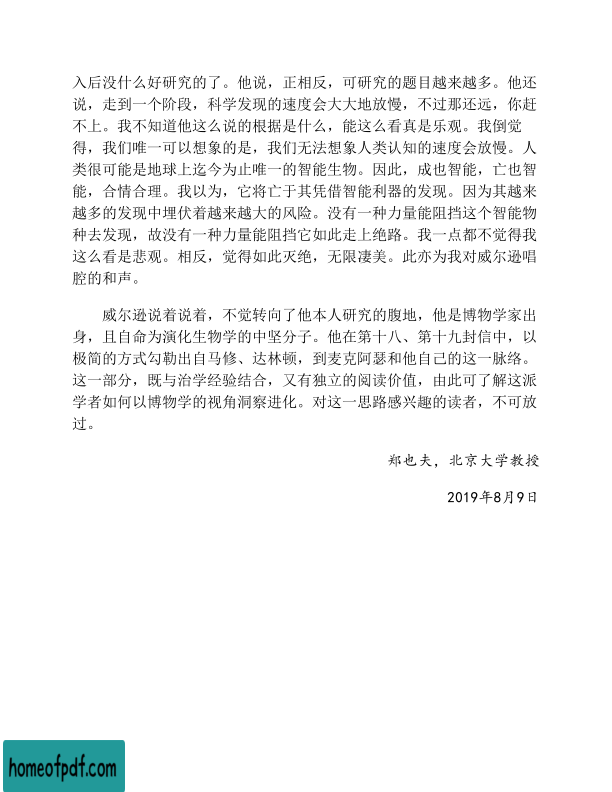 入后没什么好研究的了。他说，正相反，可研究的题目越来越多。他还
说，走到一个阶段，科学发现的速度会大大地放慢，不过那还远，你赶
不上。我不知道他这么说的根据是什么，能这么看真是乐观。我倒觉
得，我们唯一可以想象的是，我们无法想象人类认知的速度会放慢。人
类很可能是地球上迄今为止唯一的智能生物。因此，成也智能，亡也智
能，合情合理。我以为，它将亡于其凭借智能利器的发现。因为其越来
越多的发现中埋伏着越来越大的风险。没有一种力量能阻挡这个智能物
种去发现，故没有一种力量能阻挡它如此走上绝路。我一点都不觉得我
这么看是悲观。相反，觉得如此灭绝，无限凄美。此亦为我对威尔逊唱
腔的和声。
威尔逊说着说着，不觉转向了他本人研究的腹地，他是博物学家出
身，且自命为演化生物学的中坚分子。他在第十八、第十九封信中，以
极简的方式勾勒出自马修、达林顿，到麦克阿瑟和他自己的这一脉络。
这一部分，既与治学经验结合，又有独立的阅读价值，由此可了解这派
学者如何以博物学的视角洞察进化。对这一思路感兴趣的读者，不可放
过。
郑也夫，北京大学教授
2019年8月9日
homeofpdf.com